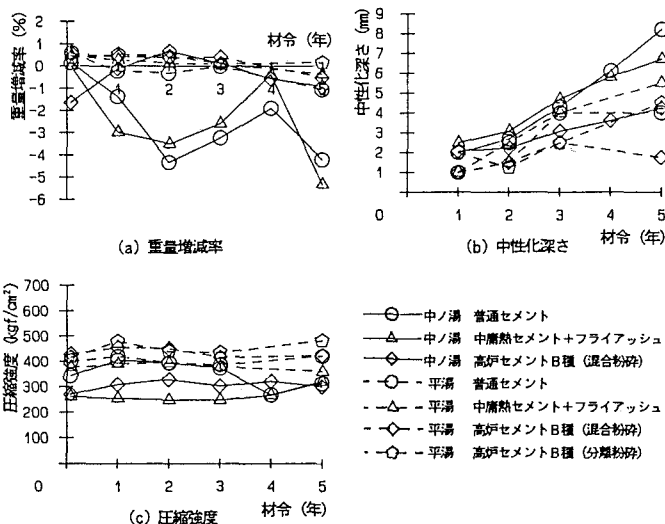 材令 (年)
重量増減率 (%)
2
1
0
-1
-2
-3
-4
-5
-6
1 2 3 4 5
(a) 重量増減率
中性化深さ (mm)
9
8
7
6
5
4
3
2
1
0
1 2 3 4 5
材令 (年)
(b) 中性化深さ
圧縮強度 (kgf/cm²)
700
600
500
400
300
200
100
0
1 2 3 4 5
材令 (年)
(c) 圧縮強度
中ノ湯 普通セメント
中ノ湯 中庸熱セメント+フライアッシュ
中ノ湯 高炉セメントB種 (混合粉砕)
平湯 普通セメント
平湯 中庸熱セメント+フライアッシュ
平湯 高炉セメントB種 (混合粉砕)
平湯 高炉セメントB種 (分離粉砕)